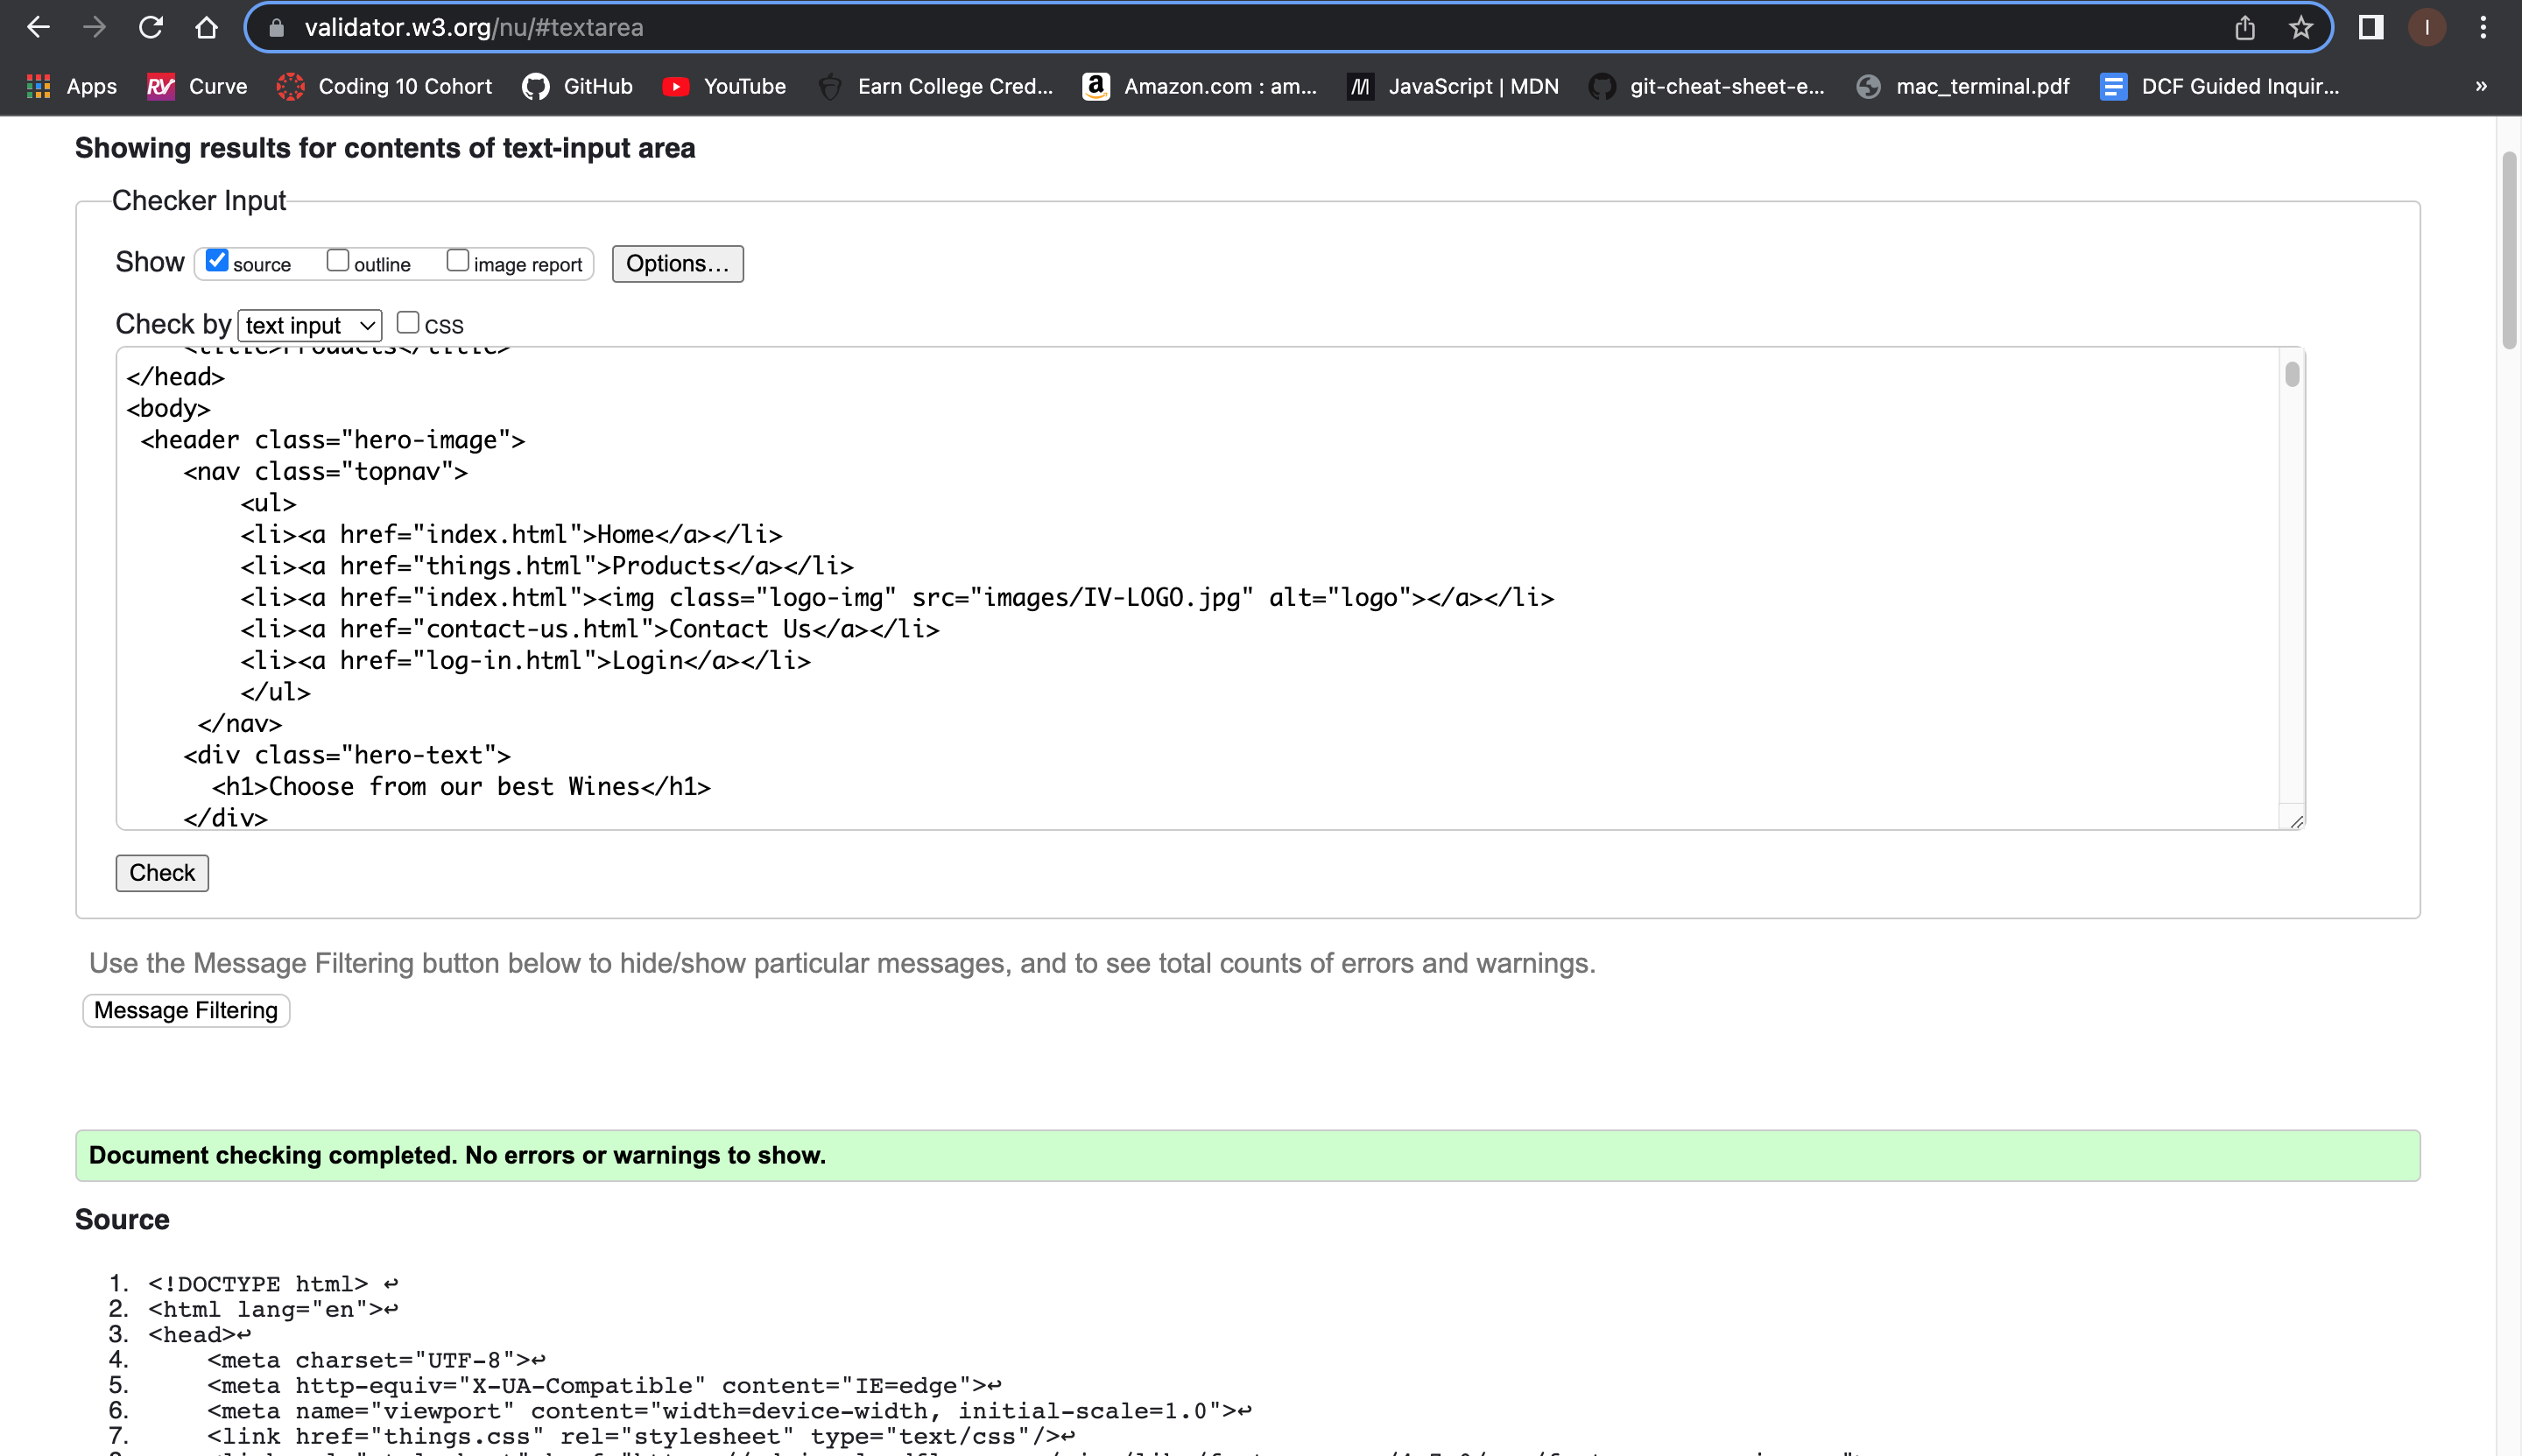 validator.w3.org/nu/#textarea
Apps Curve Coding 10 Cohort GitHub YouTube Earn College Cred... Amazon.com : am... JavaScript | MDN git-cheat-sheet-e... mac_terminal.pdf DCF Guided Inquir... »
Showing results for contents of text-input area
Checker Input
Show source outline image report Options...
Check by text input CSS
<title>Products</title>
</head>
<body>
<header class="hero-image">
<nav class="topnav">
<ul>
<li><a href="index.html">Home</a></li>
<li><a href="things.html">Products</a></li>
<li><a href="index.html"><img class="logo-img" src="images/IV-LOGO.jpg" alt="logo"></a></li>
<li><a href="contact-us.html">Contact Us</a></li>
<li><a href="log-in.html">Login</a></li>
</ul>
</nav>
<div class="hero-text">
<h1>Choose from our best Wines</h1>
</div>
Check
Use the Message Filtering button below to hide/show particular messages, and to see total counts of errors and warnings.
Message Filtering
Document checking completed. No errors or warnings to show.
Source
1. <!DOCTYPE html> ↩
2. <html lang="en">↩
3. <head>↩
4. <meta charset="UTF-8">↩
5. <meta http-equiv="X-UA-Compatible" content="IE=edge">↩
6. <meta name="viewport" content="width=device-width, initial-scale=1.0">↩
7. <link href="things.css" rel="stylesheet" type="text/css"/>↩